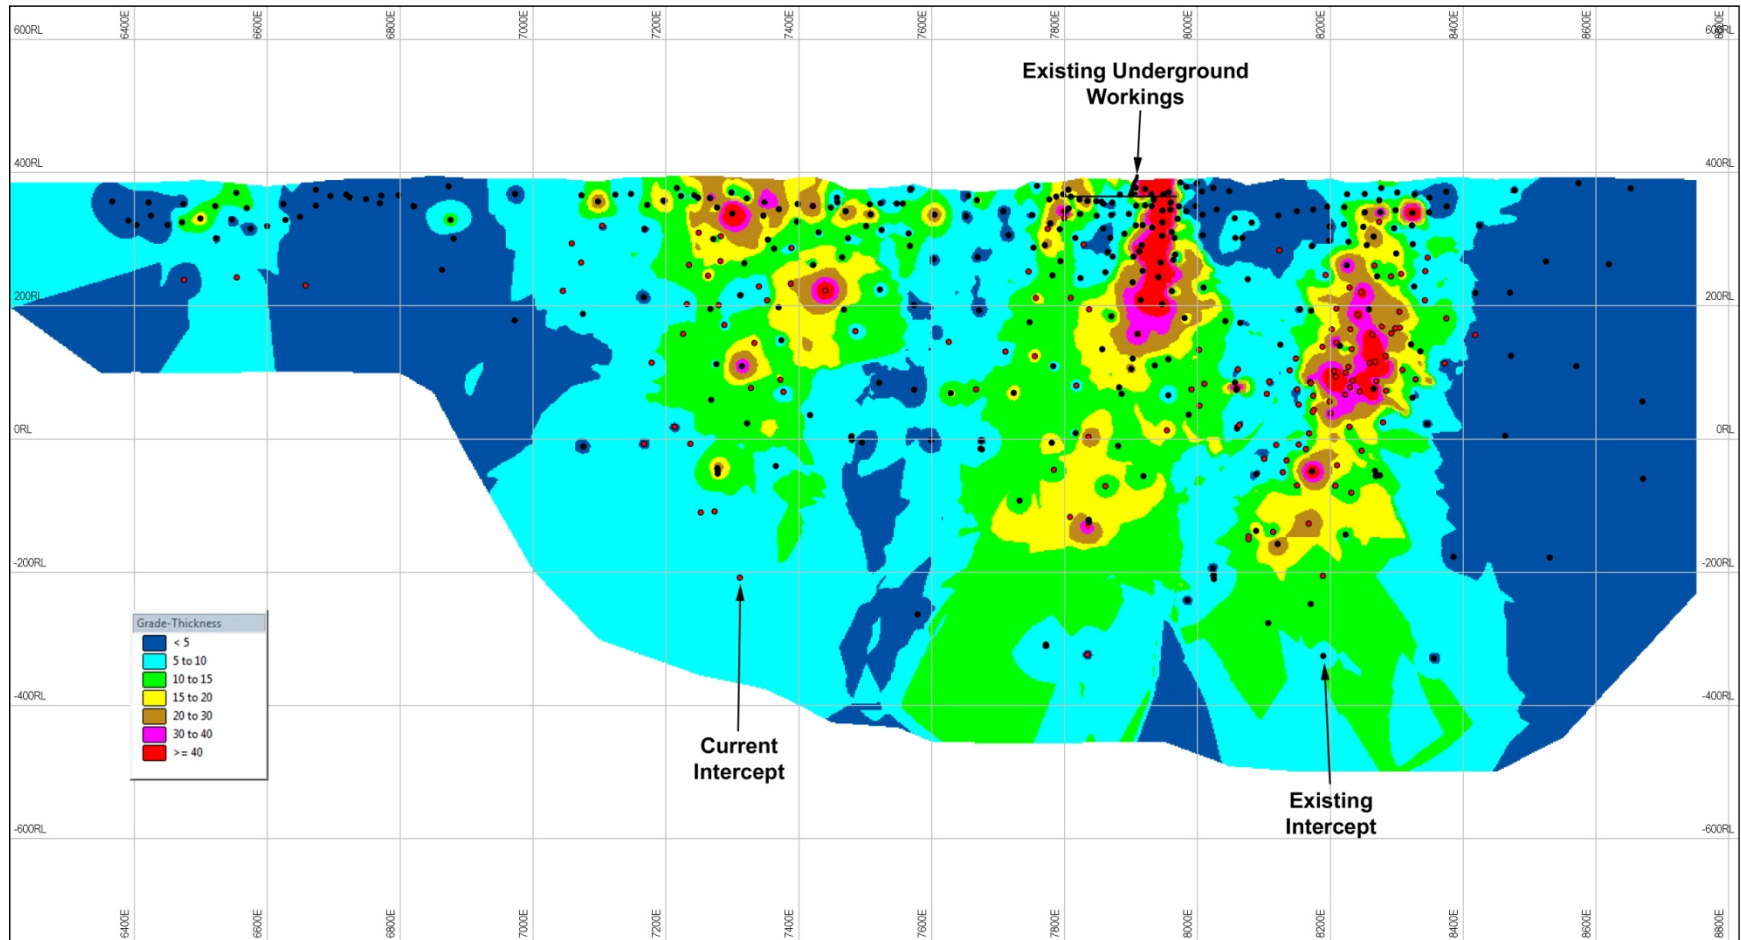 6400E 6600E 6800E 7000E 7200E 7400E 7600E 7800E 8000E 8200E 8400E 8600E 8800E
600RL 600RL
Existing Underground
Workings
400RL 400RL
200RL 200RL
0RL 0RL
-200RL -200RL
Grade-Thickness
< 5
5 to 10
10 to 15
15 to 20
20 to 30
30 to 40
>= 40
-400RL -400RL
Current
Intercept
Existing
Intercept
-600RL -600RL
6400E 6600E 6800E 7000E 7200E 7400E 7600E 7800E 8000E 8200E 8400E 8600E 8800E